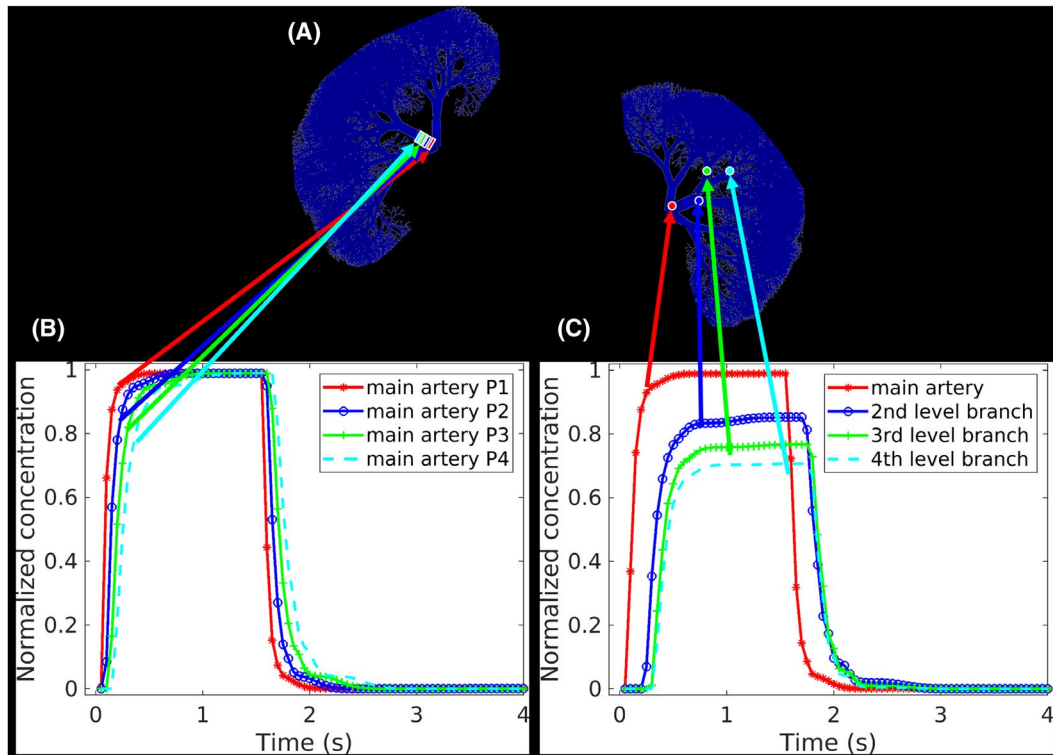 (A)
(B)
(C)
Normalized concentration
1
0.8
0.6
0.4
0.2
0
0
1
2
3
4
Time (s)
main artery P1
main artery P2
main artery P3
main artery P4
Normalized concentration
1
0.8
0.6
0.4
0.2
0
0
1
2
3
4
Time (s)
main artery
2nd level branch
3rd level branch
4th level branch